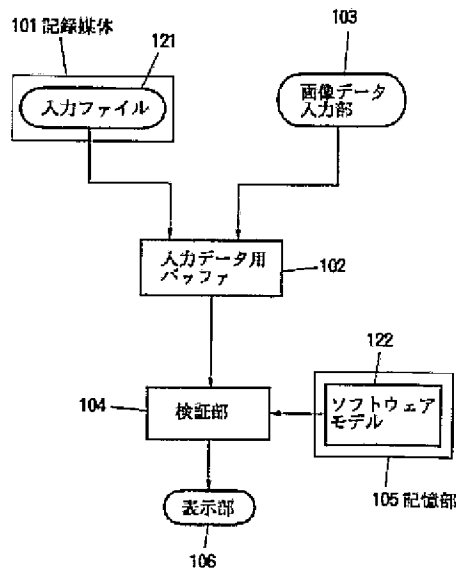 101 記録媒体
121
103
入力ファイル
画像データ
入力部
入力データ用
バッファ
102
122
104
検証部
ソフトウェア
モデル
105 記憶部
表示部
106